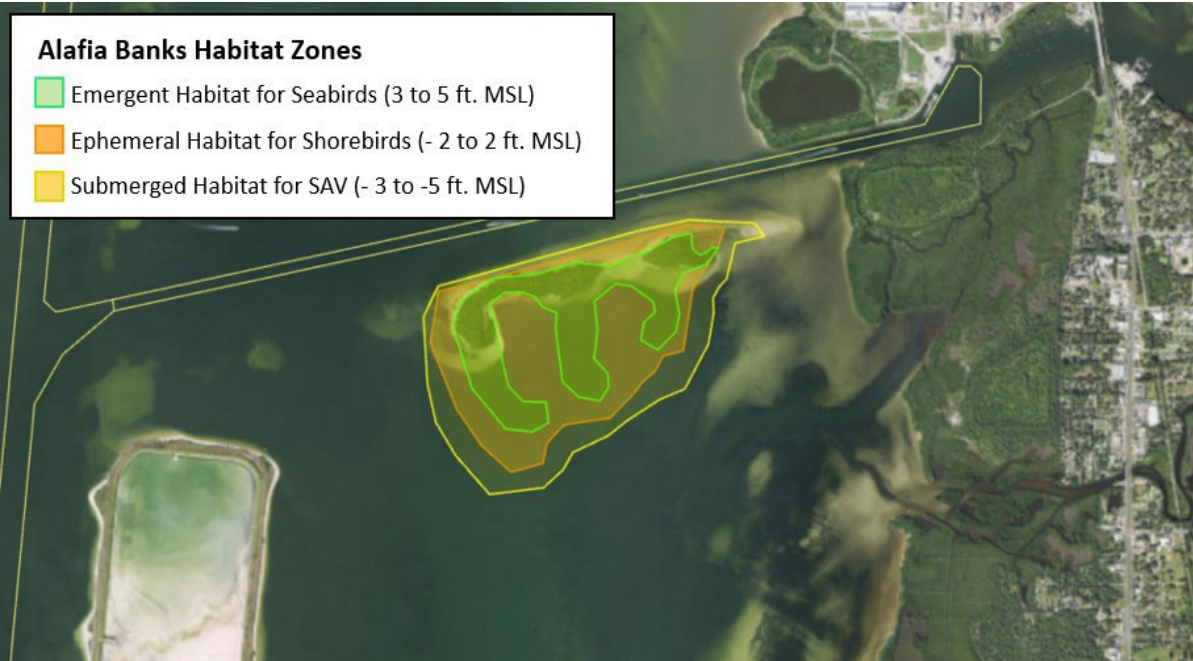 Alafia Banks Habitat Zones
Emergent Habitat for Seabirds (3 to 5 ft. MSL)
Ephemeral Habitat for Shorebirds (- 2 to 2 ft. MSL)
Submerged Habitat for SAV (- 3 to -5 ft. MSL)